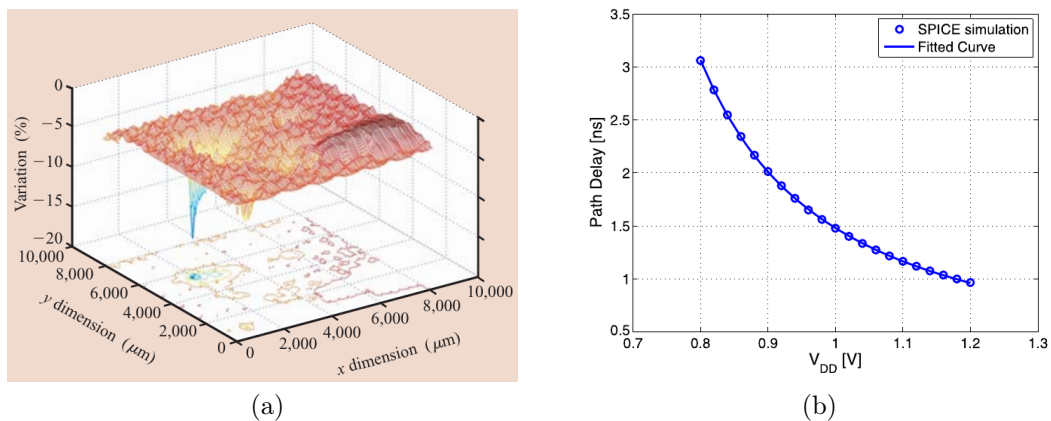 0
−5
−10
−15
−20
Variation (%)
10,000
8,000
6,000
4,000
2,000
0
y dimension (μm)
0
2,000
4,000
6,000
8,000
10,000
x dimension (μm)
(a)
SPICE simulation
Fitted Curve
3.5
3
2.5
2
1.5
1
0.5
Path Delay [ns]
0.7 0.8 0.9 1 1.1 1.2 1.3
V_DD [V]
(b)